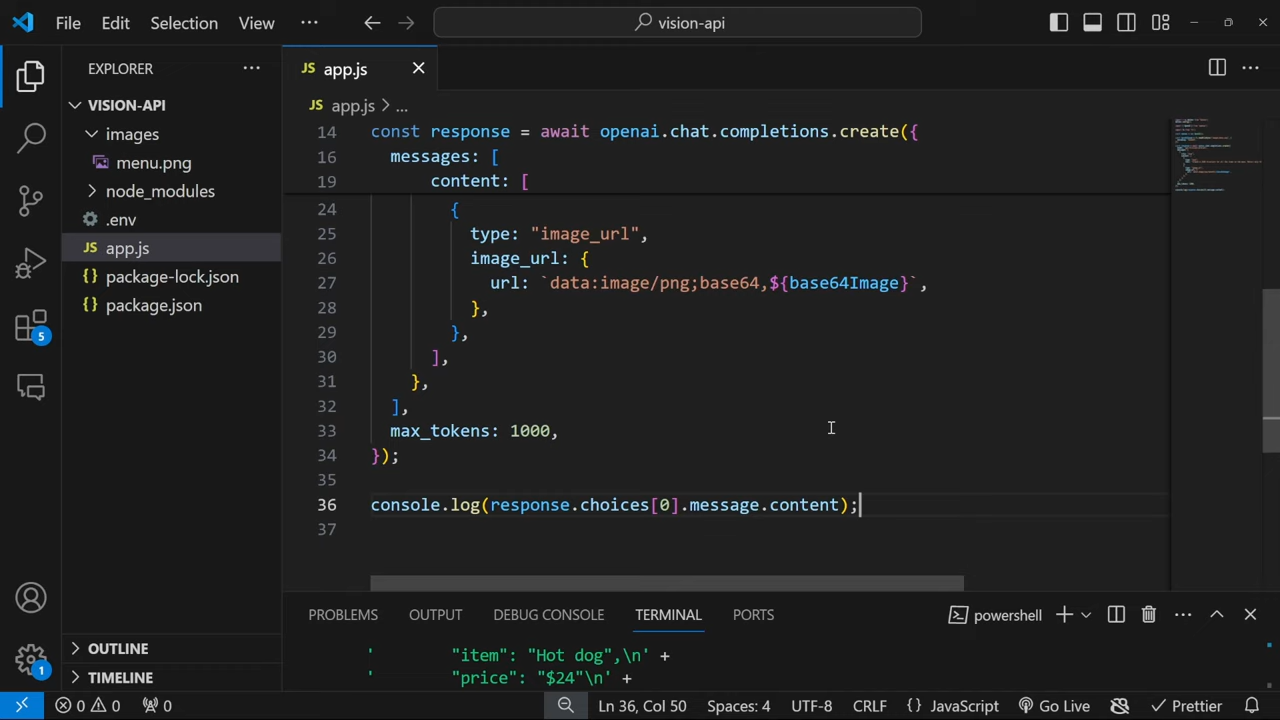 File Edit View ··· vision-api
EXPLORER ···
VISION-API
images
menu.png
node_modules
.env
JS app.js
{} package-lock.json
{} package.json
OUTLINE
TIMELINE
5
1
JS app.js
JS app.js > ...
14 const response = await openai.chat.completions.create({
16 messages: [
19 content: [
24 {
25 type: "image_url",
26 image_url: {
27 url: `data:image/png;base64,${base64Image}`,
28 },
29 },
30 ],
31 },
32 ],
33 max_tokens: 1000,
34 });
35
36 console.log(response.choices[0].message.content);
37
PROBLEMS OUTPUT DEBUG CONSOLE TERMINAL PORTS powershell
' "item": "Hot dog",\n' +
' "price": "$24"\n' +
0 0 0 Ln 36, Col 50 Spaces: 4 UTF-8 CRLF {} JavaScript Go Live Prettier